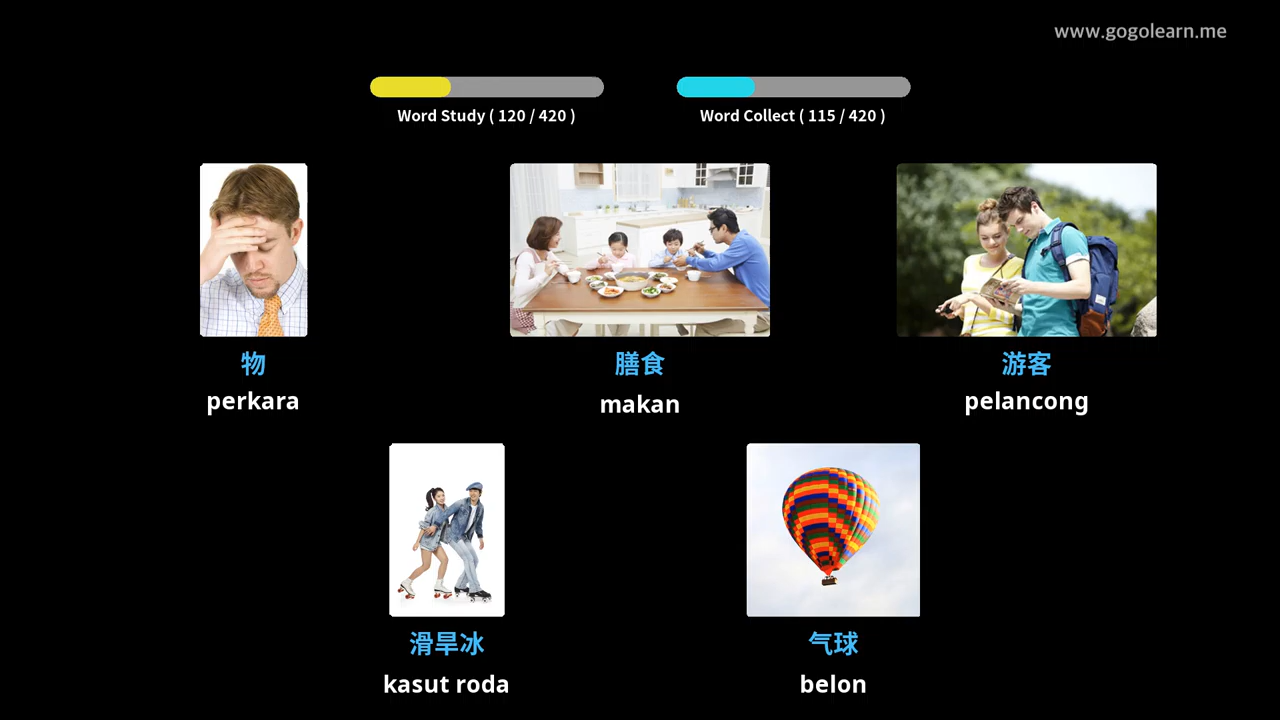 www.gogolearn.me
Word Study ( 120 / 420 )
Word Collect ( 115 / 420 )
物
perkara
膳食
makan
游客
pelancong
滑旱冰
kasut roda
气球
belon